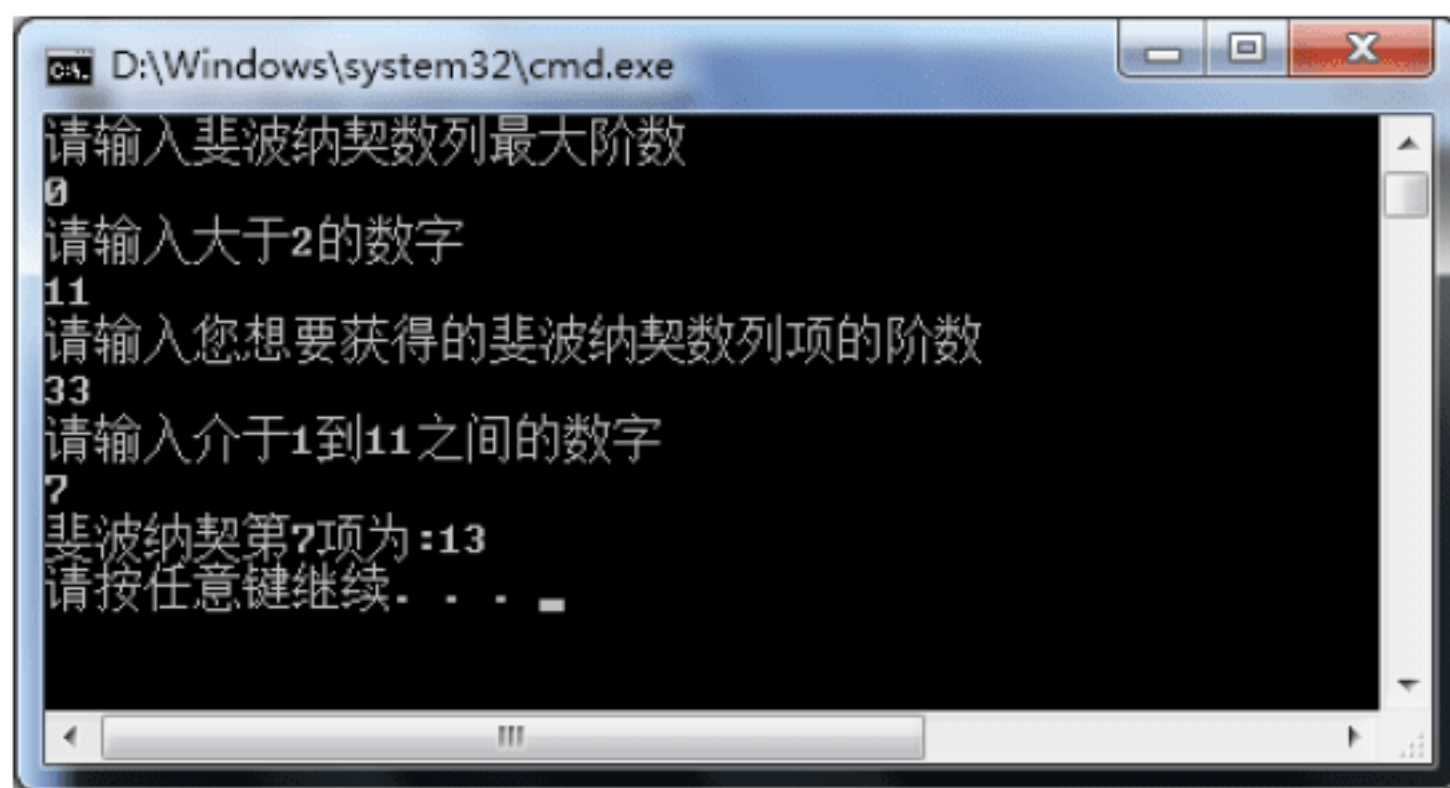 D:\Windows\system32\cmd.exe
请输入斐波纳契数列最大阶数
0
请输入大于2的数字
11
请输入您想要获得的斐波纳契数列项的阶数
33
请输入介于1到11之间的数字
7
斐波纳契第7项为:13
请按任意键继续. . .